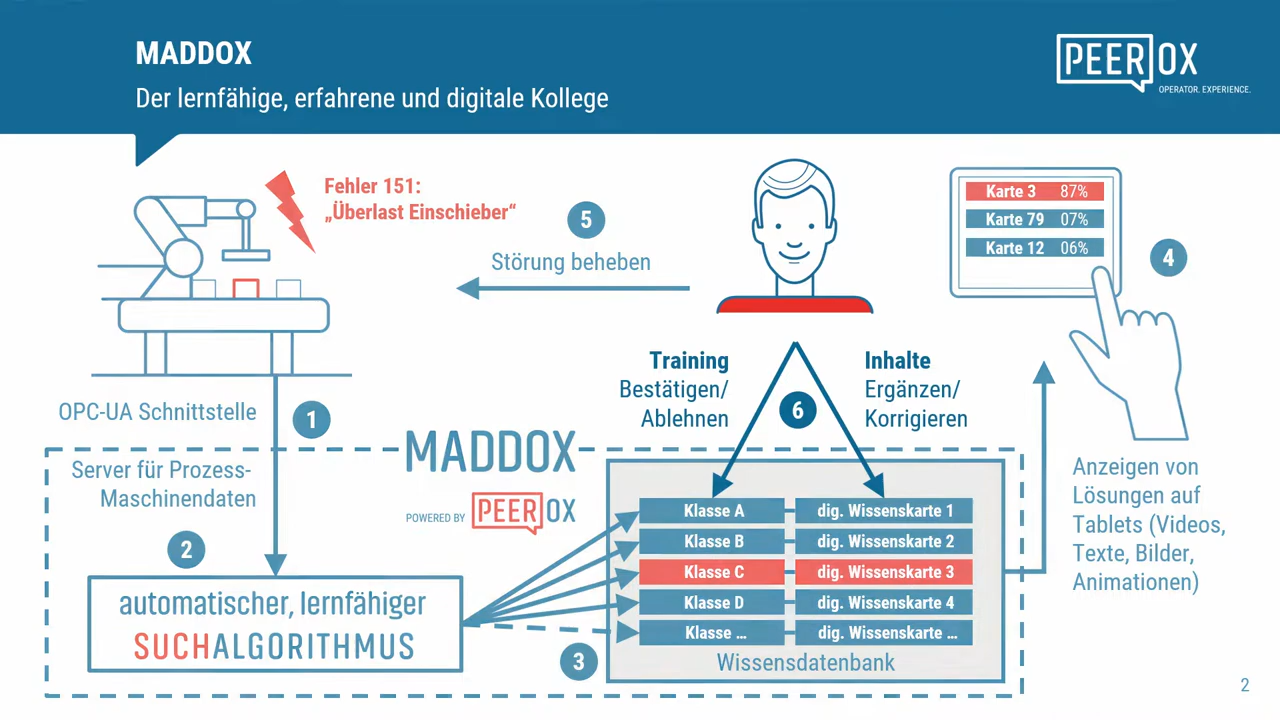 MADDOX
Der lernfähige, erfahrene und digitale Kollege
PEEROX
OPERATOR. EXPERIENCE.
Fehler 151:
„Überlast Einschieber“
5
Störung beheben
Karte 3 87%
Karte 79 07%
Karte 12 06%
4
Training
Bestätigen/
Ablehnen
6
Inhalte
Ergänzen/
Korrigieren
OPC-UA Schnittstelle
1
Server für Prozess-
Maschinendaten
2
MADDOX
POWERED BY PEEROX
automatischer, lernfähiger
SUCHALGORITHMUS
3
Klasse A dig. Wissenskarte 1
Klasse B dig. Wissenskarte 2
Klasse C dig. Wissenskarte 3
Klasse D dig. Wissenskarte 4
Klasse ... dig. Wissenskarte ...
Wissensdatenbank
Anzeigen von
Lösungen auf
Tablets (Videos,
Texte, Bilder,
Animationen)
2